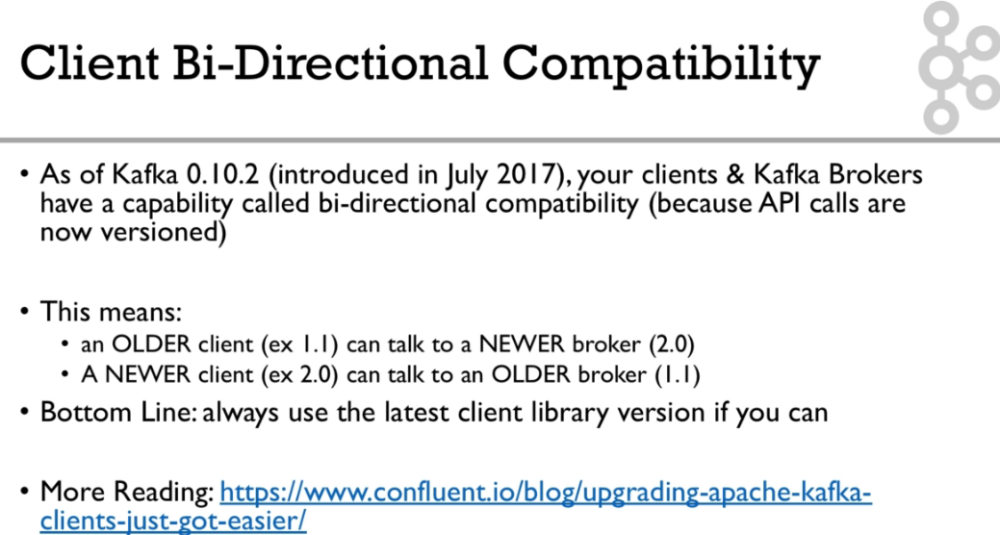 Client Bi-Directional Compatibility
• As of Kafka 0.10.2 (introduced in July 2017), your clients & Kafka Brokers
have a capability called bi-directional compatibility (because API calls are
now versioned)
• This means:
• an OLDER client (ex 1.1) can talk to a NEWER broker (2.0)
• A NEWER client (ex 2.0) can talk to an OLDER broker (1.1)
• Bottom Line: always use the latest client library version if you can
• More Reading: https://www.confluent.io/blog/upgrading-apache-kafka-
clients-just-got-easier/